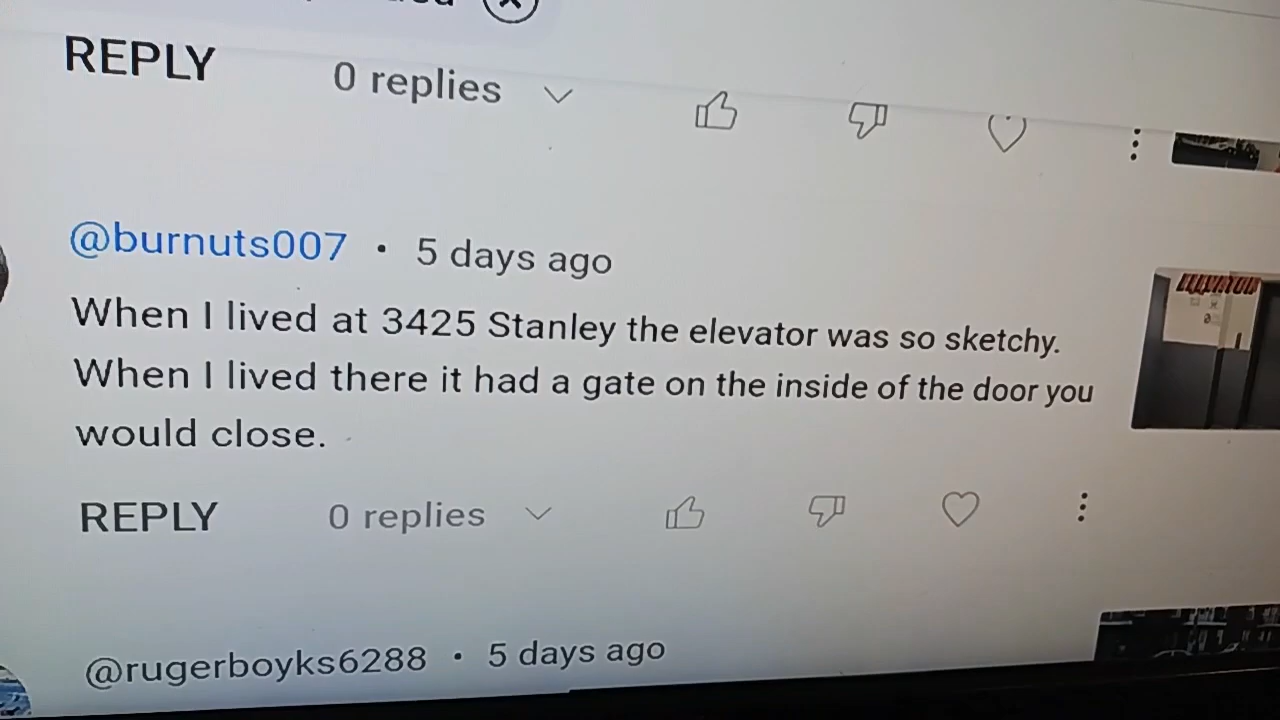 REPLY 0 replies
@burnuts007 • 5 days ago
When I lived at 3425 Stanley the elevator was so sketchy.
When I lived there it had a gate on the inside of the door you
would close.
ELEVATOR
REPLY 0 replies
@rugerboyks6288 • 5 days ago